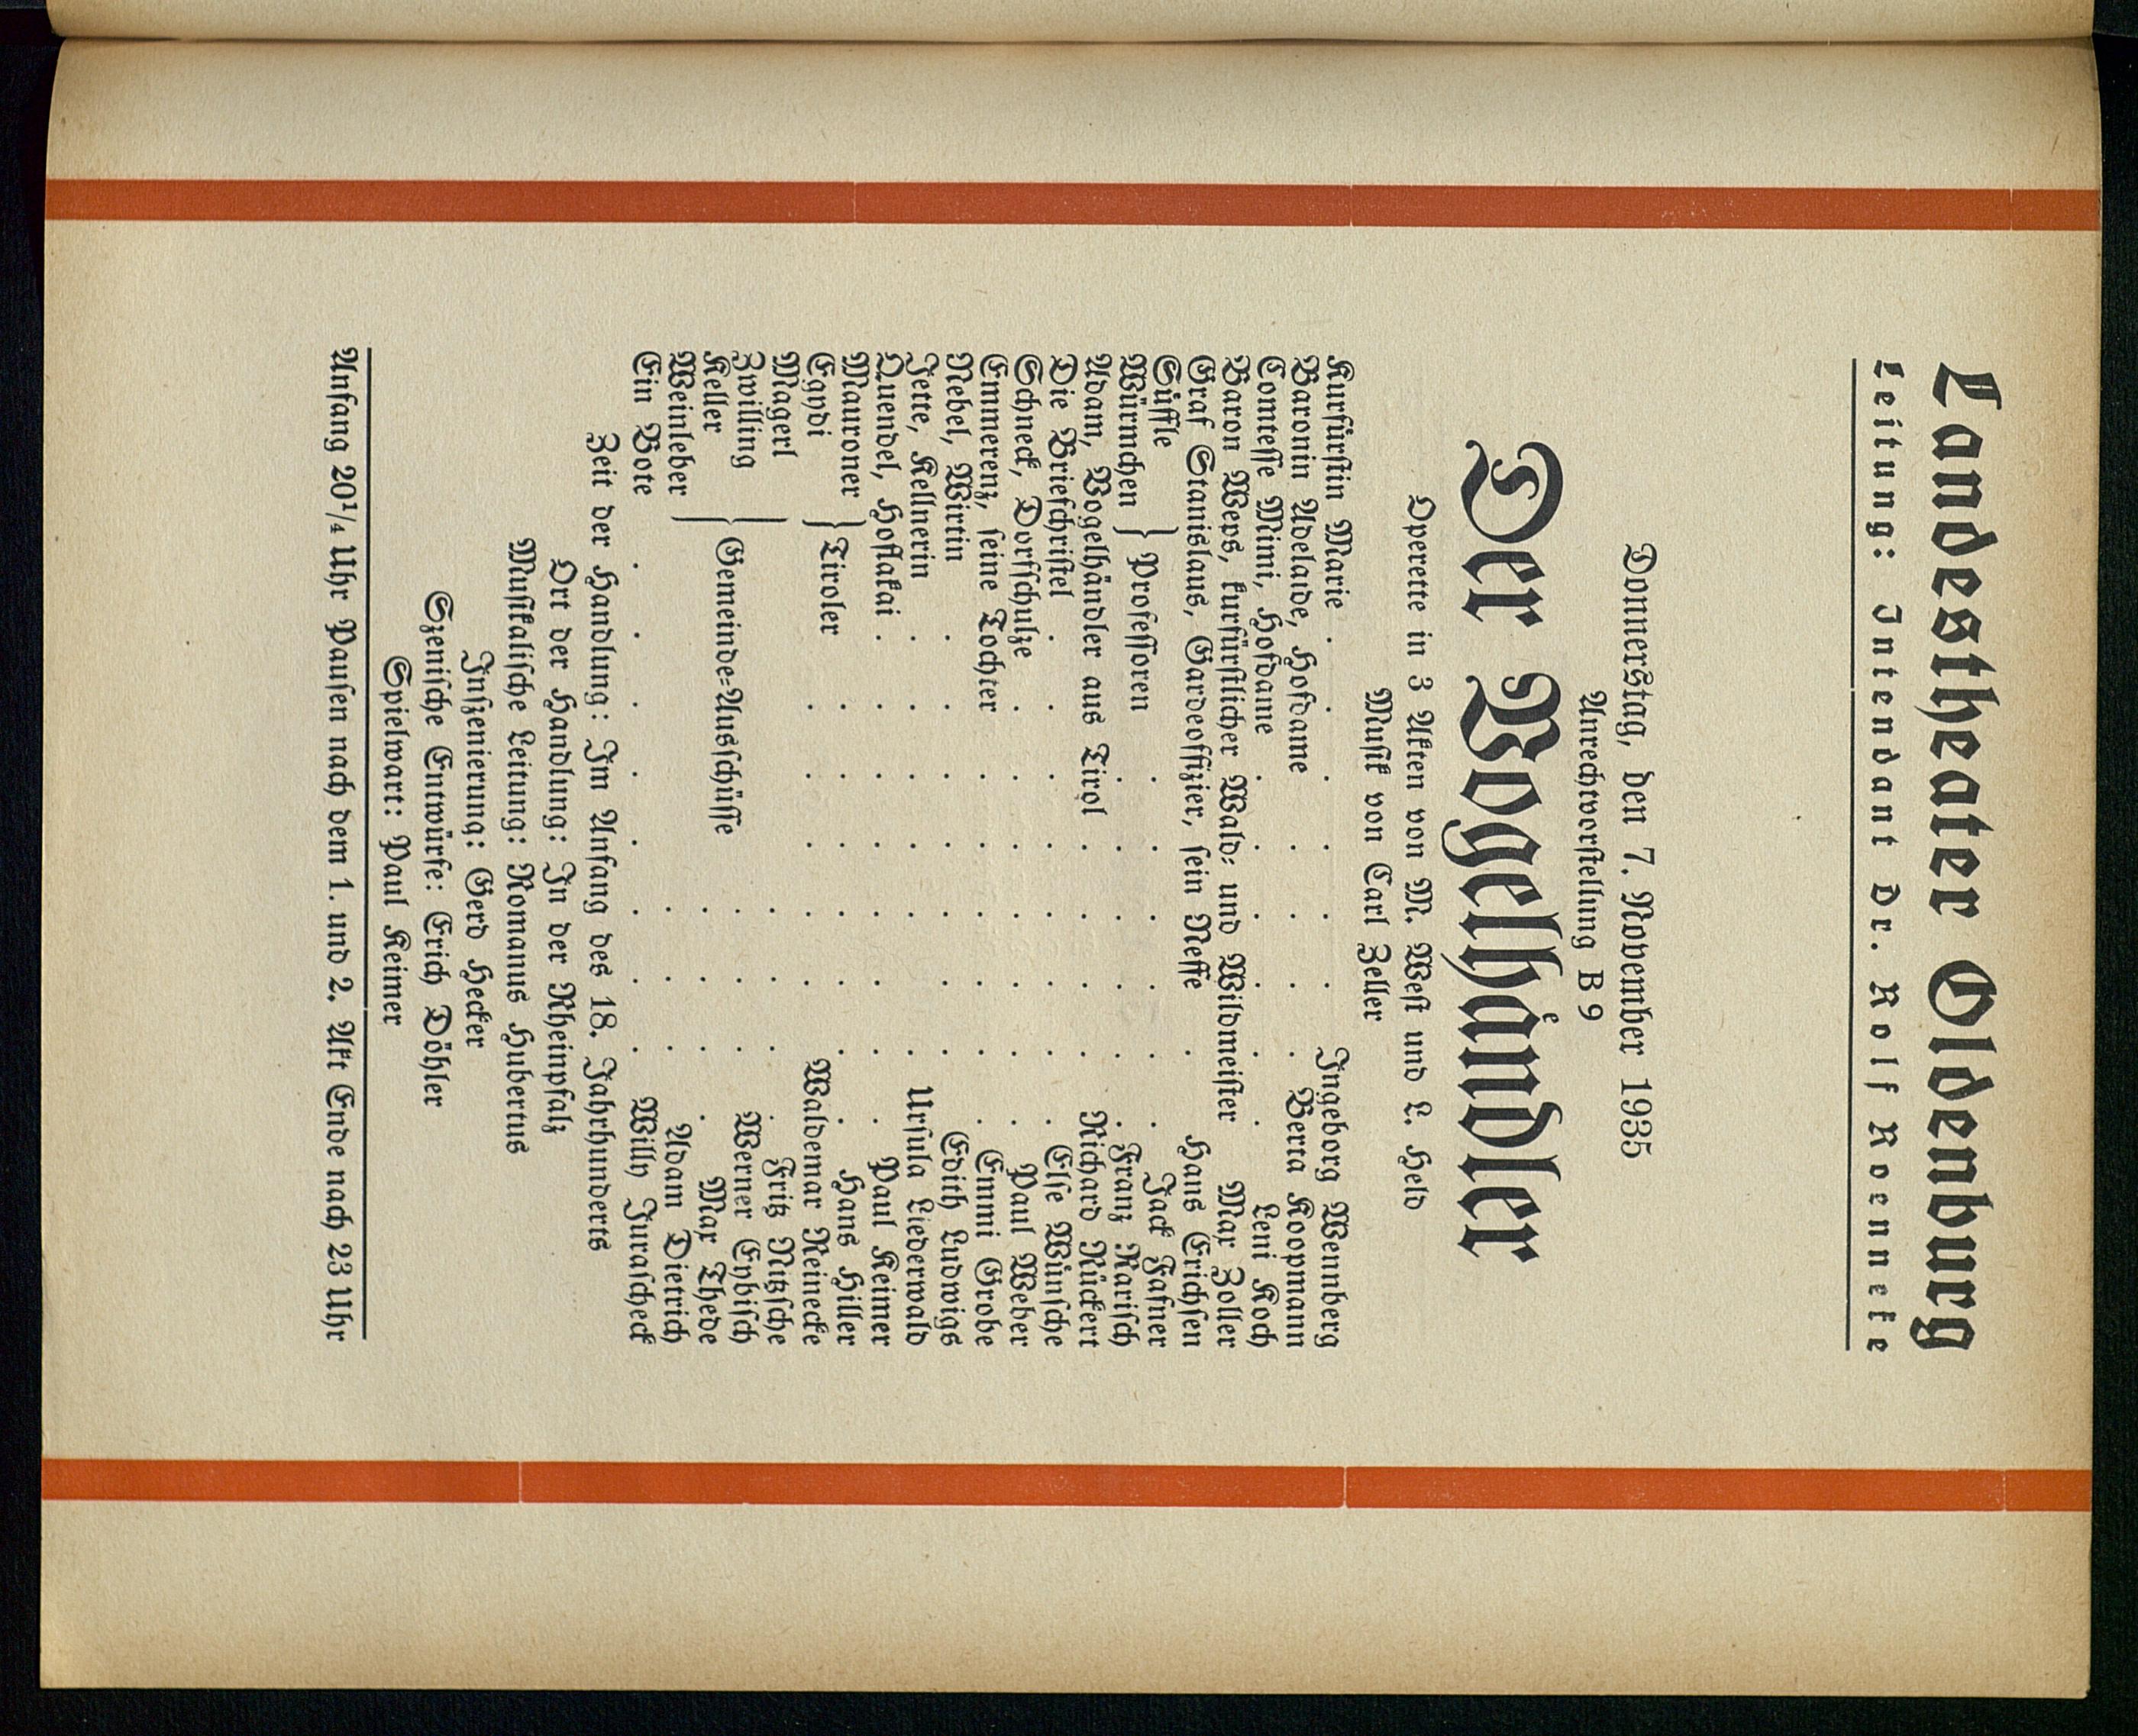 Landestheater Oldenburg
Leitung: Intendant Dr. Rolf Roenneke
Donnerstag, den 7. November 1935
Anrechtvorstellung B 9
Der Vogelhändler
Operette in 3 Akten von M. West und L. Held
Musik von Carl Zeller
Kurfürstin Marie . . . . . . Ingeborg Wennberg
Baronin Adelaide, Hofdame . . . . . Berra Koopmann
Comtesse Mimi, Hofdame . . . . . . Leni Koch
Baron Weps, kurfürstlicher Wald- und Wildmeister Max Zoller
Graf Stanislaus, Gardeoffizier, sein Neffe . Hans Erichsen
Süffle } Professoren . . . . . . Jack Fafner
Würmchen } . . . . . . Franz Rarisch
Adam, Vogelhändler aus Tirol . . . . Richard Rückert
Die Briefchristel . . . . . . . . Else Wünsche
Schneck, Dorfschulze . . . . . . . Paul Weber
Emmerenz, seine Tochter . . . . . . Emmi Grobe
Nebel, Wirtin . . . . . . . Edith Ludwigs
Jette, Kellnerin . . . . . . . Ursula Liederwald
Quendel, Hoflakai . . . . . . . . Paul Keimer
Mauroner } Tiroler . . . . . . . Hans Hiller
Egydi } . . . . . Waldemar Reinecke
Magerl } Gemeinde-Ausschüsse . . . Fritz Nitzsche
Zwilling . . . . Werner Eybisch
Keller . . . . Max Thede
Weinleber . . . Adam Dietrich
Ein Bote . . . . . . . . Willy Jurascheck
Zeit der Handlung: Im Anfang des 18. Jahrhunderts
Ort der Handlung: In der Rheinpfalz
Musikalische Leitung: Romanus Hubertus
Inszenierung: Gerd Hecker
Szenische Entwürfe: Erich Döhler
Spielwart: Paul Keimer
Anfang 20¹/₄ Uhr Pausen nach dem 1. und 2. Akt Ende nach 23 Uhr